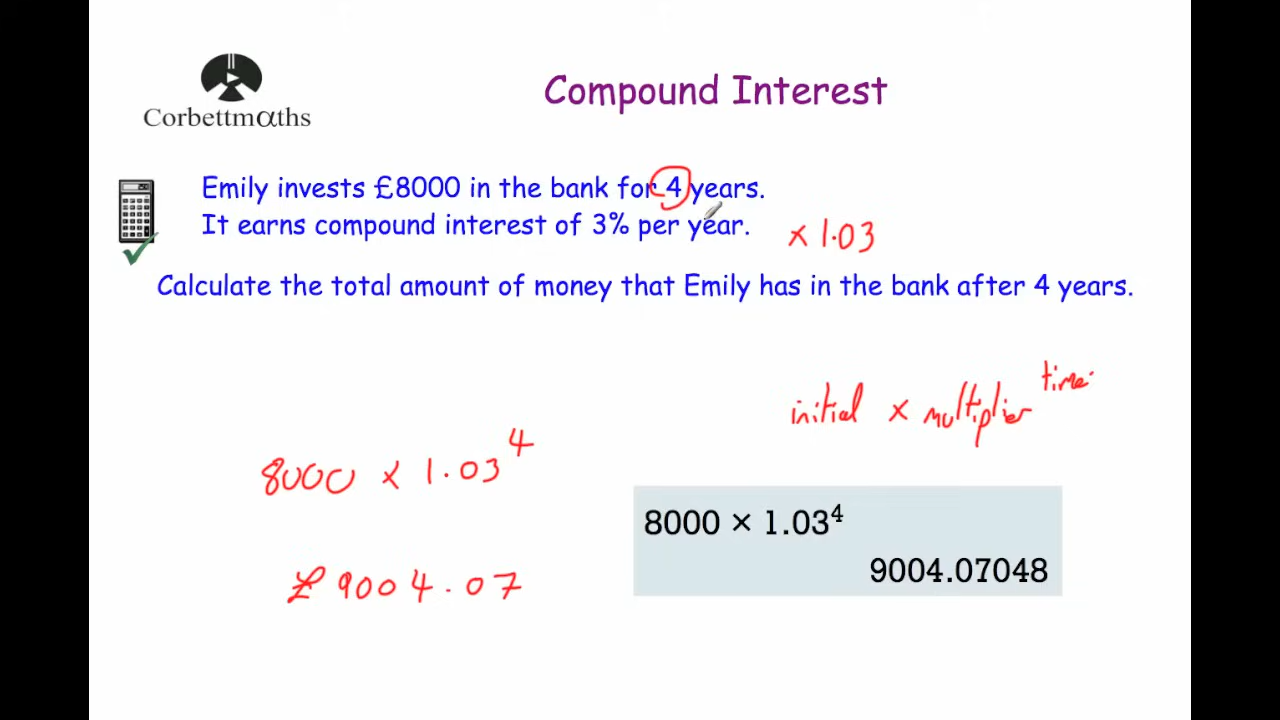 Compound Interest
Corbettmαths
Emily invests £8000 in the bank for 4 years.
It earns compound interest of 3% per year.
× 1.03
Calculate the total amount of money that Emily has in the bank after 4 years.
initial × multiplier^time
8000 × 1.03⁴
8000 × 1.03⁴
9004.07048
£9004.07